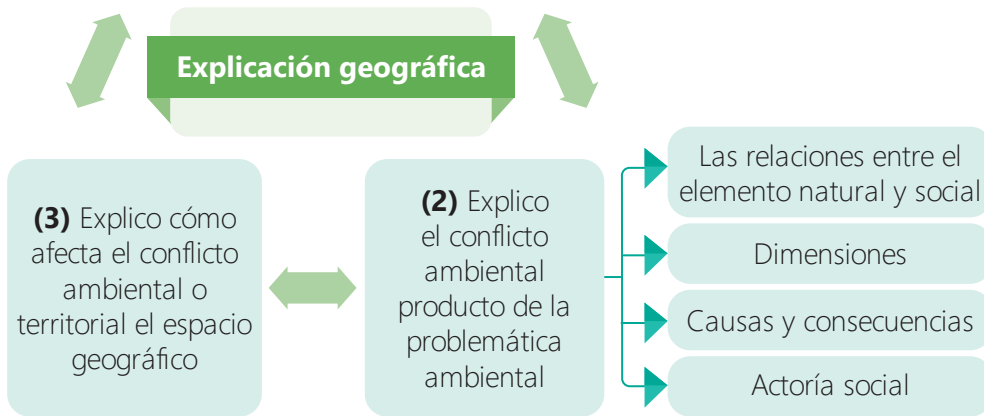 Explicación geográfica
(3) Explico cómo
afecta el conflicto
ambiental o
territorial el espacio
geográfico
(2) Explico
el conflicto
ambiental
producto de la
problemática
ambiental
Las relaciones entre el
elemento natural y social
Dimensiones
Causas y consecuencias
Actoría social